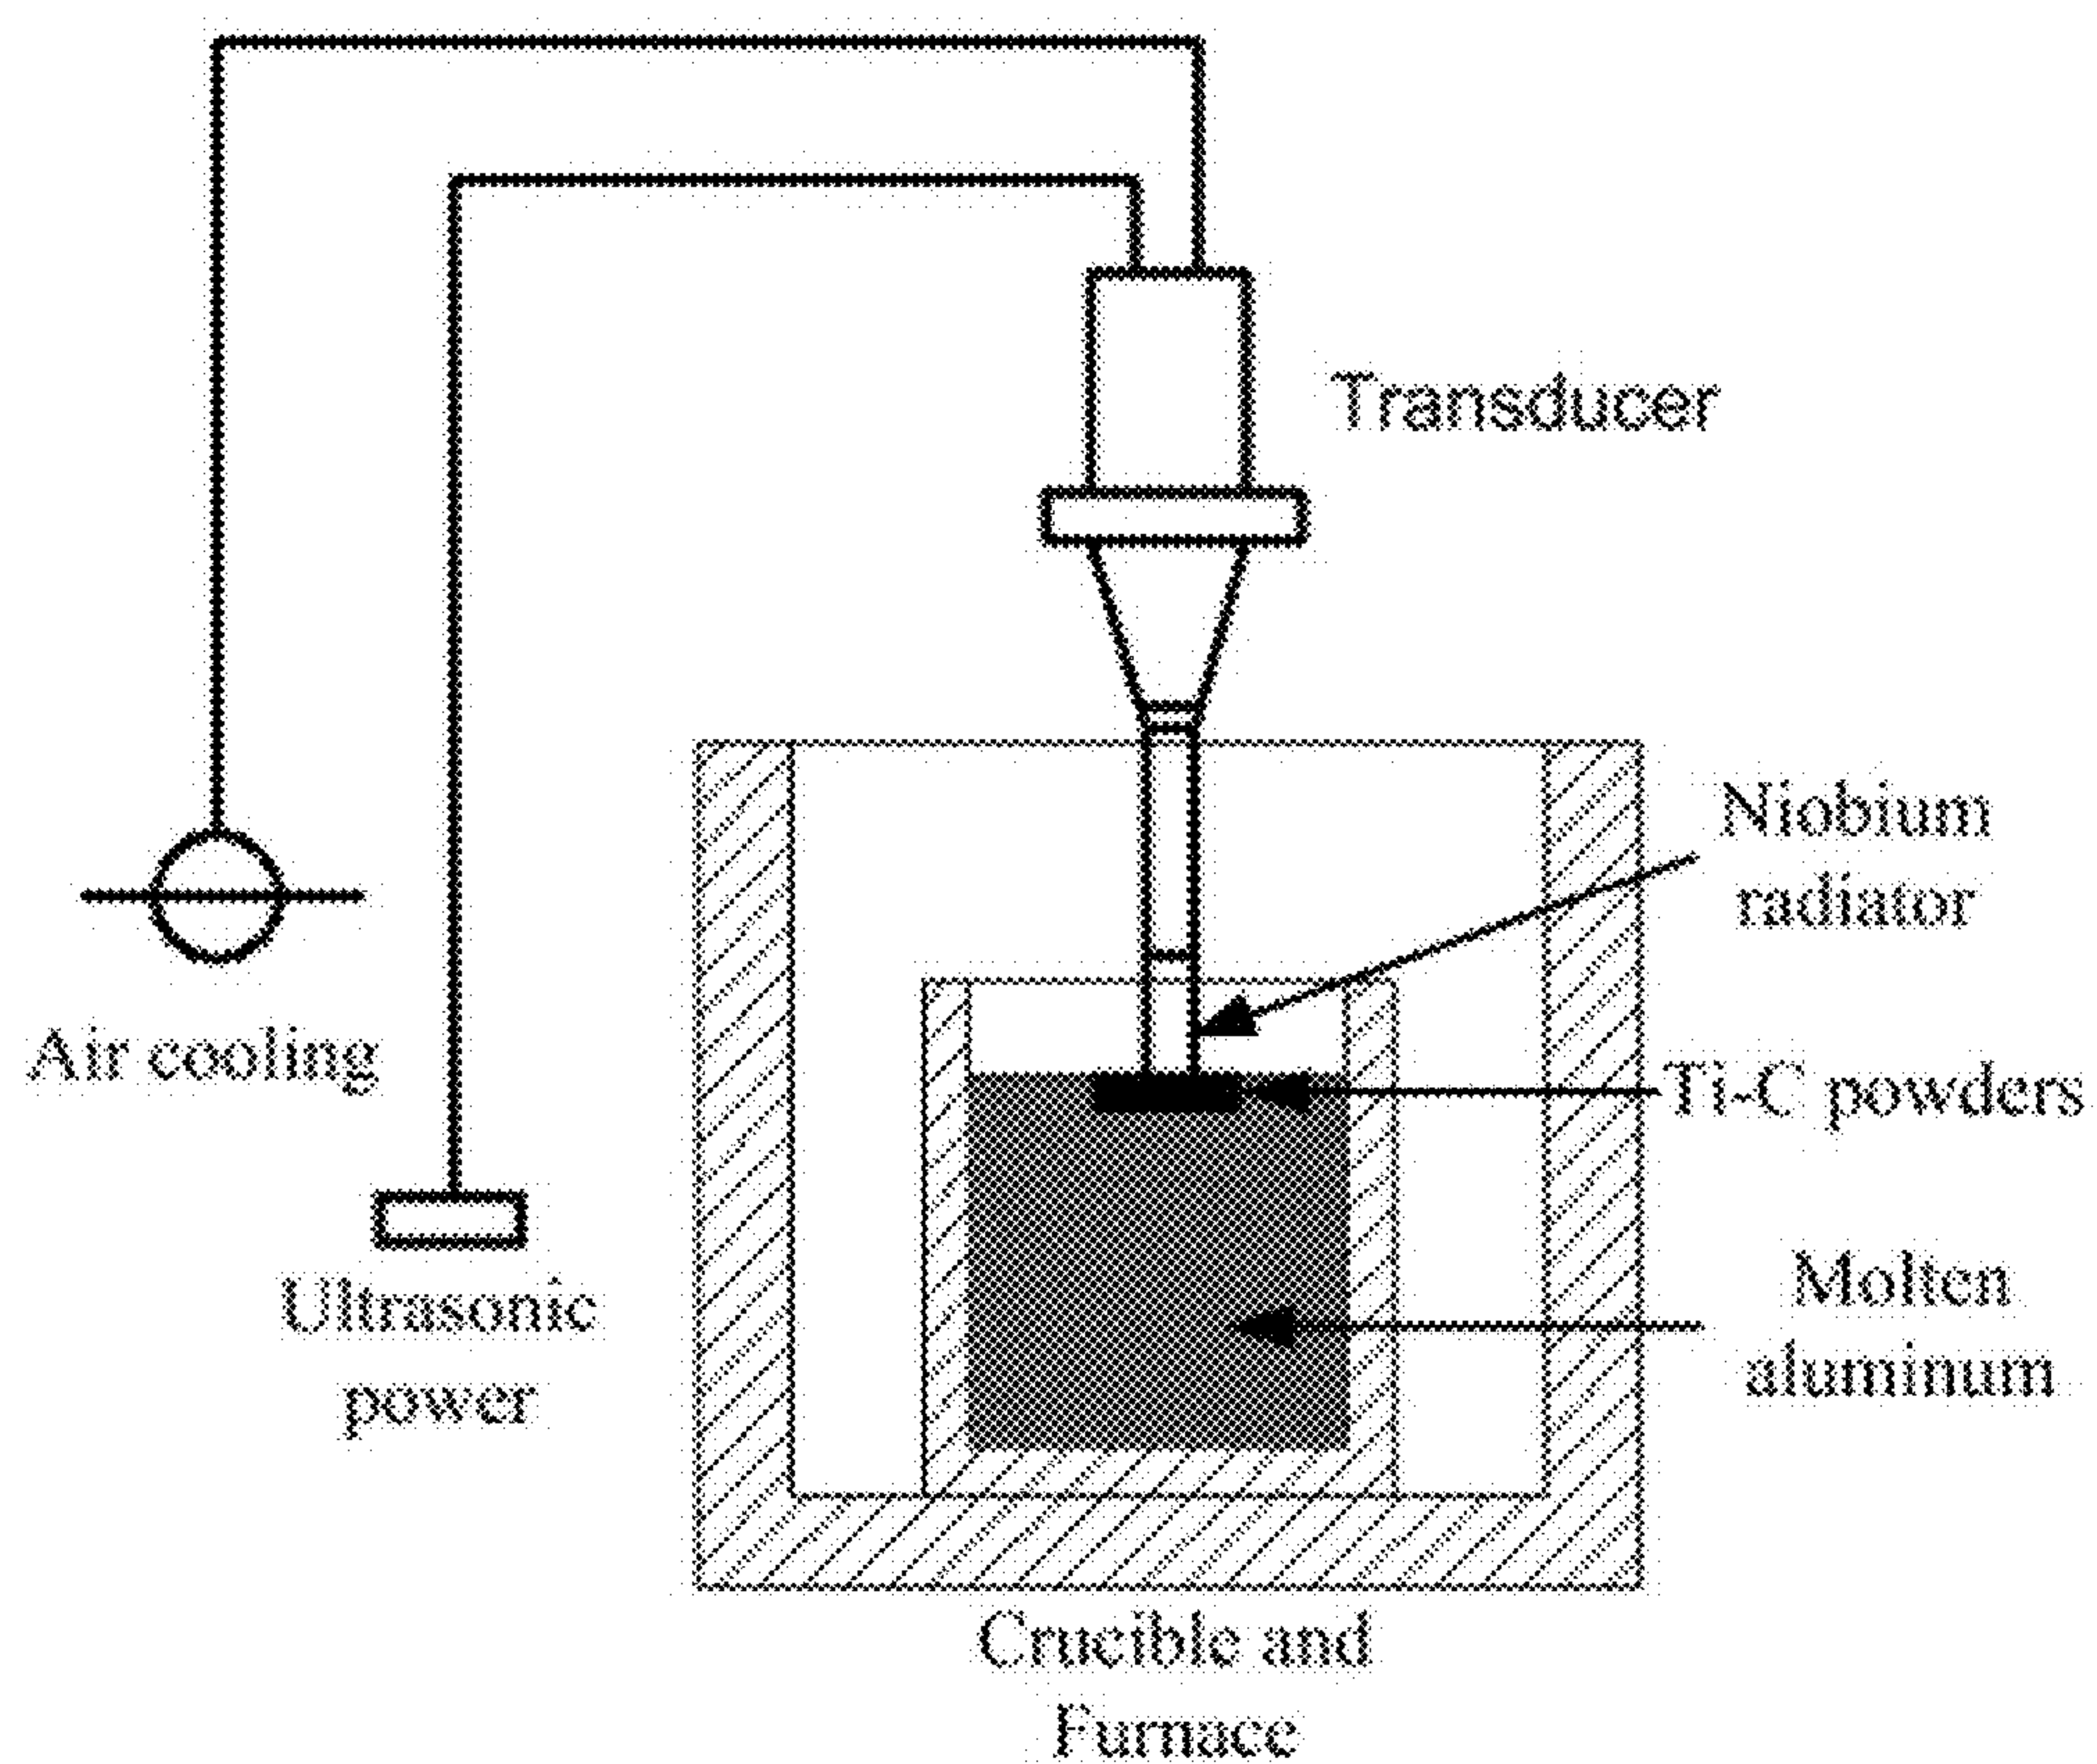 Transducer
Niobium
radiator
Air cooling
Ti-C powders
Ultrasonic
power
Molten
aluminum
Crucible and
Furnace